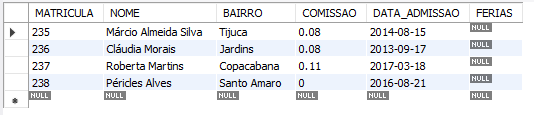 MATRICULA NOME BAIRRO COMISSAO DATA_ADMISSAO FERIAS
235 Márcio Almeida Silva Tijuca 0.08 2014-08-15 NULL
236 Cláudia Morais Jardins 0.08 2013-09-17 NULL
237 Roberta Martins Copacabana 0.11 2017-03-18 NULL
238 Péricles Alves Santo Amaro 0 2016-08-21 NULL
NULL NULL NULL NULL NULL NULL